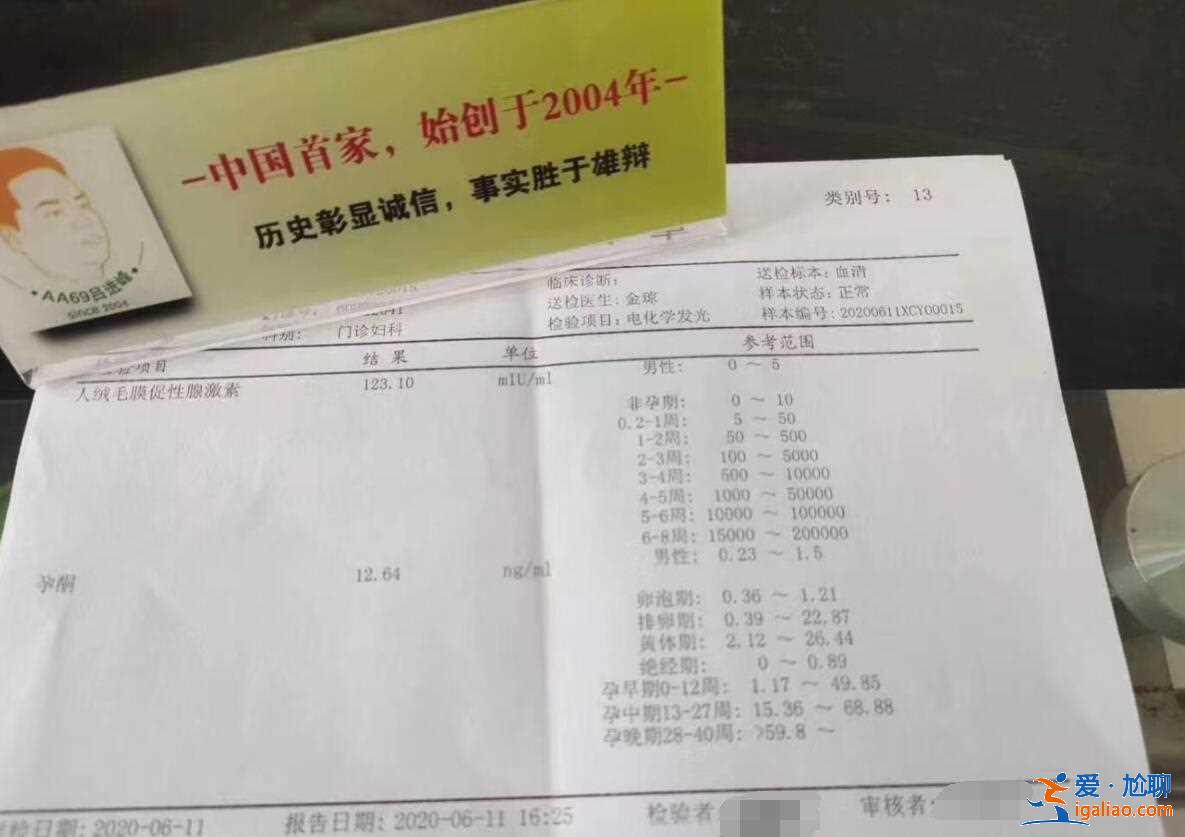 -中国首家，始创于2004年-
历史彰显诚信，事实胜于雄辩
SINCE 2004
类别号： 13
临床诊断：
送检标本：血清
送检医生：金琼
样本状态：正常
科别： 门诊妇科
检验项目：电化学发光
样本编号：20200611XCY00015
项目 结 果 单位 参考范围
人绒毛膜促性腺激素 123.10 mIU/ml 男性： 0 ～ 5
非孕期： 0 ～ 10
0.2-1周： 5 ～ 50
1-2周： 50 ～ 500
2-3周： 100 ～ 5000
3-4周： 500 ～ 10000
4-5周： 1000 ～ 50000
5-6周：10000 ～ 100000
6-8周：15000 ～ 200000
孕酮 12.64 ng/ml 男性： 0.23 ～ 1.5
卵泡期： 0.36 ～ 1.21
排卵期： 0.39 ～ 22.87
黄体期： 2.12 ～ 26.44
绝经期： 0 ～ 0.89
孕早期0-12周： 1.17 ～ 49.85
孕中期13-27周：15.36 ～ 68.88
孕晚期28-40周：>59.8 ～
检日期：2020-06-11 报告日期：2020-06-11 16:25 检验者 审核者：
爱·尬聊
igaliao.com